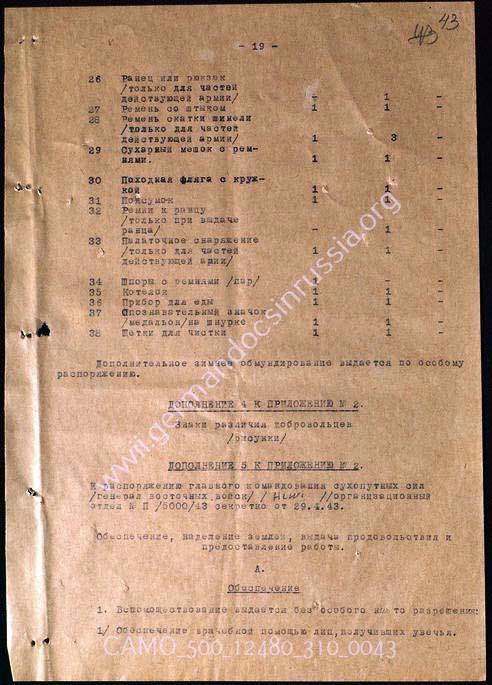 43
43
- 19 -
26 Ранец или рюкзак
/только для частей
действующей армии/ - 1 -
27 Ремень со штыком 1 1 -
28 Ремень скатки шинели
/только для частей
действующей армии/ 1 3 -
29 Сухарный мешок с рем-
нями. 1 1 -
30 Походная фляга с круж-
кой 1 1 -
31 Подсумок 1 1 -
32 Ремни к ранцу
/только при выдаче
ранца/ - 1 -
33 Палаточное снаряжение
/только для частей
действующей армии/ 1 1 -
34 Шпоры с ремнями /пар/ 1 - -
35 Котелок 1 1 -
36 Прибор для еды 1 1 -
37 Опознавательный значок
/медальон/на шнурке 1 1 -
38 Щетки для чистки 1 1 -
Дополнительное зимнее обмундирование выдается по особому
распоряжению.
ДОПОЛНЕНИЕ 4 К ПРИЛОЖЕНИЮ № 2.
Знаки различия добровольцев
/рисунки/
ДОПОЛНЕНИЕ 5 К ПРИЛОЖЕНИЮ № 2.
К распоряжению главного командования сухопутных сил
/генерал восточных войск/ / //организационный
отдел № П /5000/43 секретно от 29.4.43.
Обеспечение, наделение землей, выдача продовольствия и
предоставление работы.
А.
Обеспечение
1. Вспомоществование выдается без особого на то разрешения:
1/ Обеспечение врачебной помощью лиц,получивших увечья.
www.germandocsinrussia.org
CAMO_500_12480_310_0043